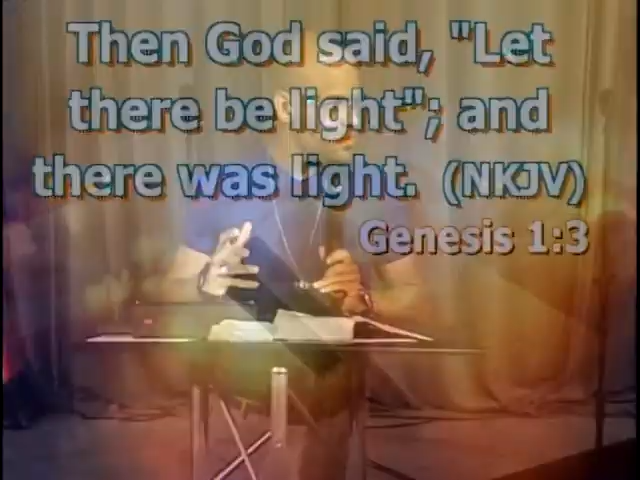 Then God said, "Let
there be light"; and
there was light. (NKJV)
Genesis 1:3